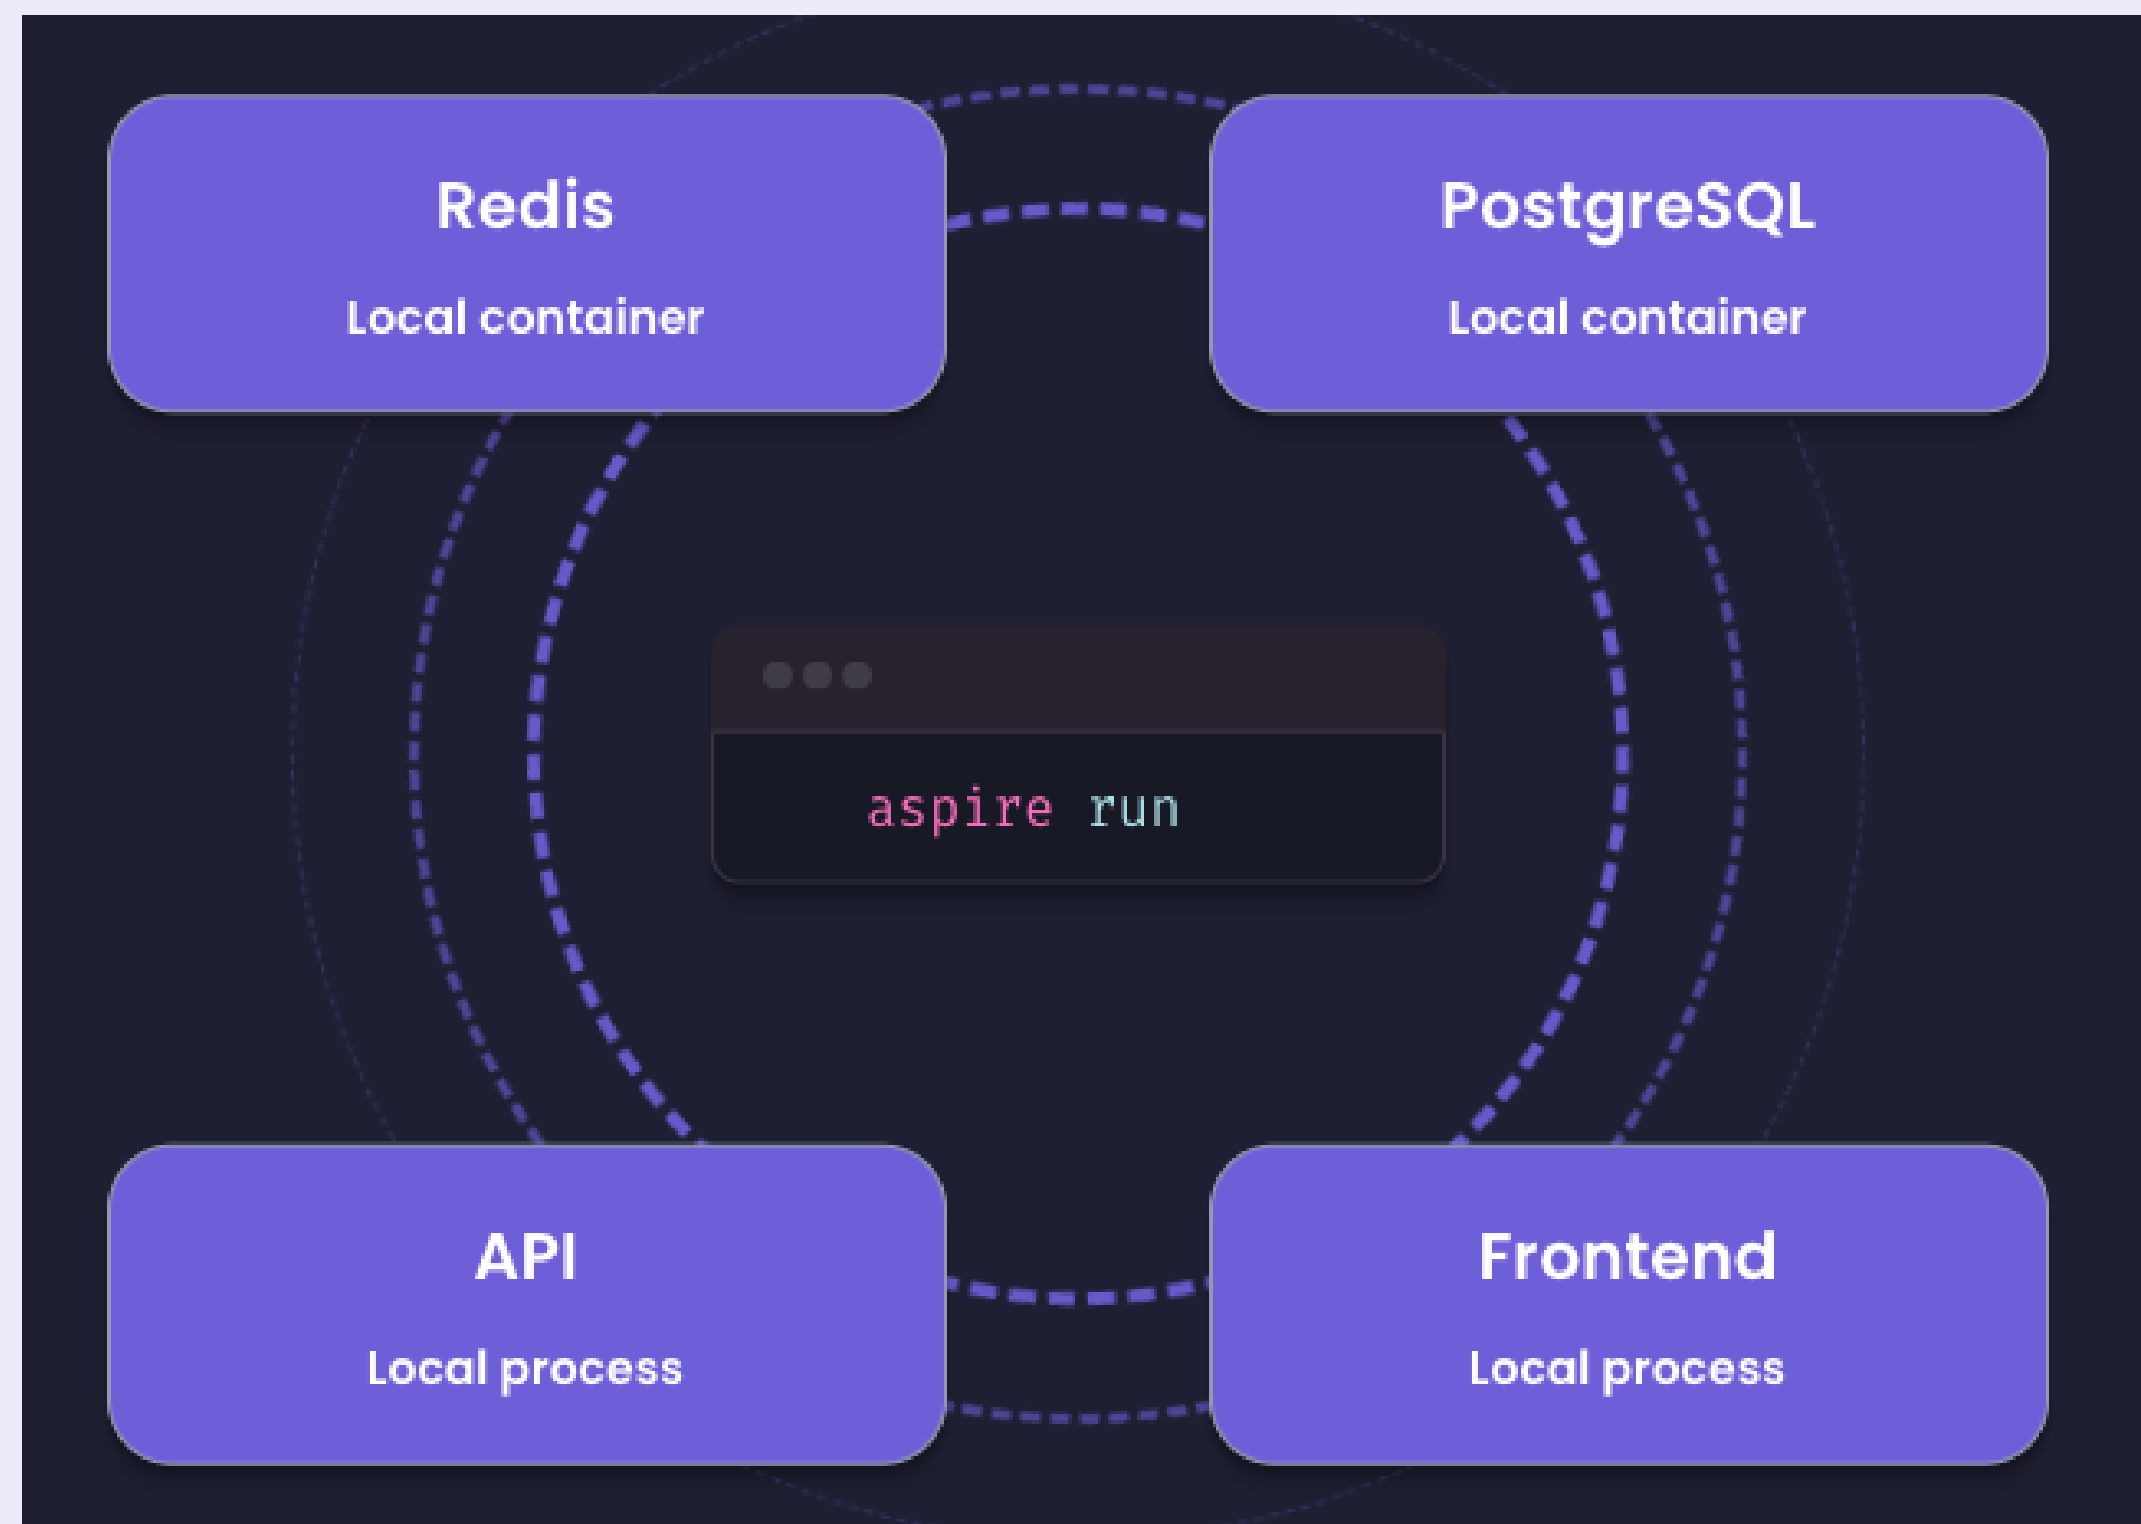 Redis
Local container
PostgreSQL
Local container
aspire run
API
Local process
Frontend
Local process